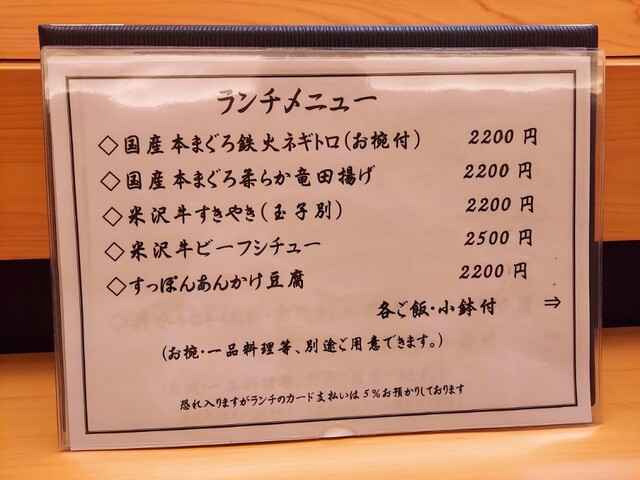 ランチメニュー
◇国産本まぐろ鉄火ネギトロ(お椀付) 2200円
◇国産本まぐろ柔らか竜田揚げ 2200円
◇米沢牛すきやき(玉子別) 2200円
◇米沢牛ビーフシチュー 2500円
◇すっぽんあんかけ豆腐 2200円
各ご飯・小鉢付 ⇒
(お椀・一品料理等、別途ご用意できます。)
恐れ入りますがランチのカード支払いは5%お預かりしております